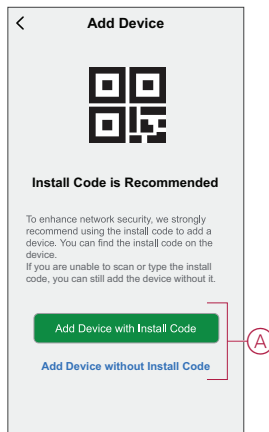 Add Device
Install Code is Recommended
To enhance network security, we strongly
recommend using the install code to add a
device. You can find the install code on the
device.
If you are unable to scan or type the install
code, you can still add the device without it.
Add Device with Install Code
A
Add Device without Install Code